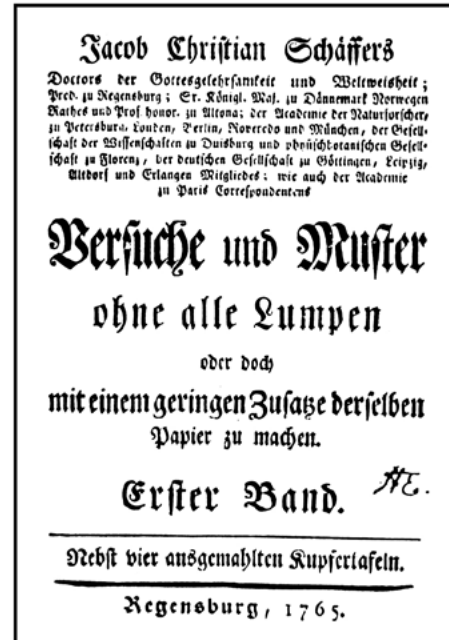 Jacob Christian Schäffers
Doctors der Gottesgelehrsamkeit und Weltweisheit;
Pred. zu Regensburg; Sr. Königl. Maj. zu Dännemark Norwegen
Rathes und Prof honor. zu Altona; der Academie der Naturforscher,
zu Petersburg, London, Berlin, Roveredo und München, der Gesell-
schaft der Wissenschaften zu Duisburg und physischbotanischen Gesell-
schaft zu Florenz, der deutschen Gesellschaft zu Göttingen, Leipzig,
Altdorf und Erlangen Mitgliedes; wie auch der Academie
zu Paris Correspondentens
Versuche und Muster
ohne alle Lumpen
oder doch
mit einem geringen Zusatze derselben
Papier zu machen.
Erster Band.
Nebst vier ausgemahlten Kupfertafeln.
Regensburg, 1765.